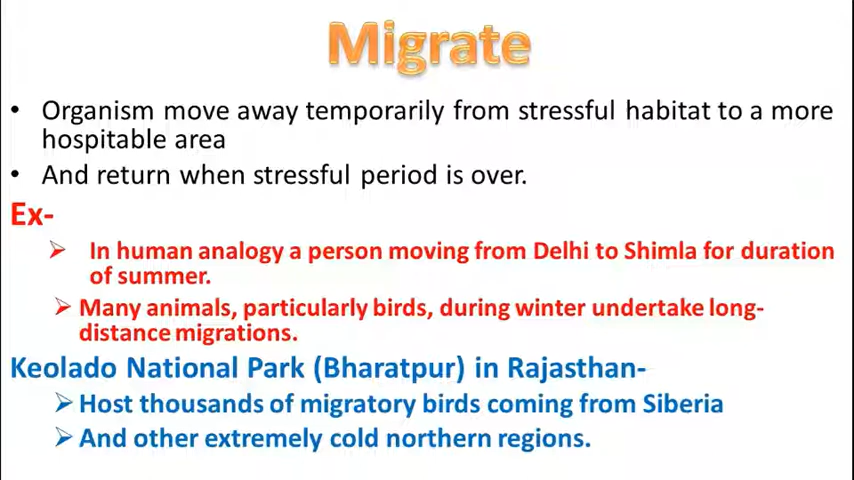 Migrate
• Organism move away temporarily from stressful habitat to a more
hospitable area
• And return when stressful period is over.
Ex-
➢ In human analogy a person moving from Delhi to Shimla for duration
of summer.
➢ Many animals, particularly birds, during winter undertake long-
distance migrations.
Keolado National Park (Bharatpur) in Rajasthan-
➢ Host thousands of migratory birds coming from Siberia
➢ And other extremely cold northern regions.